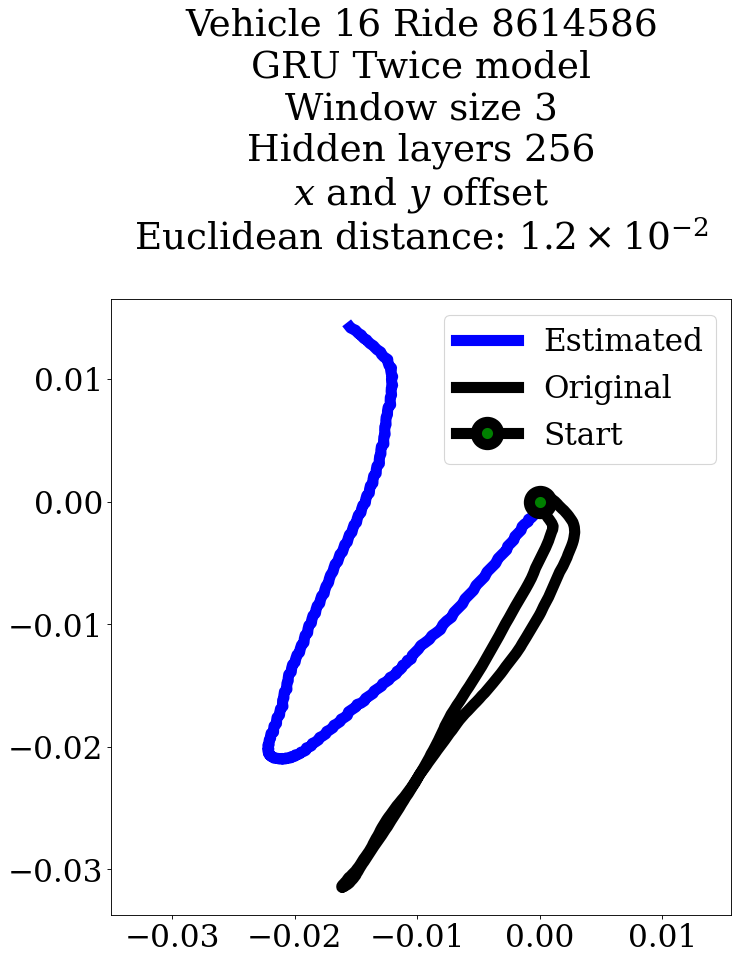 Vehicle 16 Ride 8614586
GRU Twice model
Window size 3
Hidden layers 256
x and y offset
Euclidean distance: 1.2 × 10⁻²
Estimated
Original
Start
0.01
0.00
−0.01
−0.02
−0.03
−0.03 −0.02 −0.01 0.00 0.01